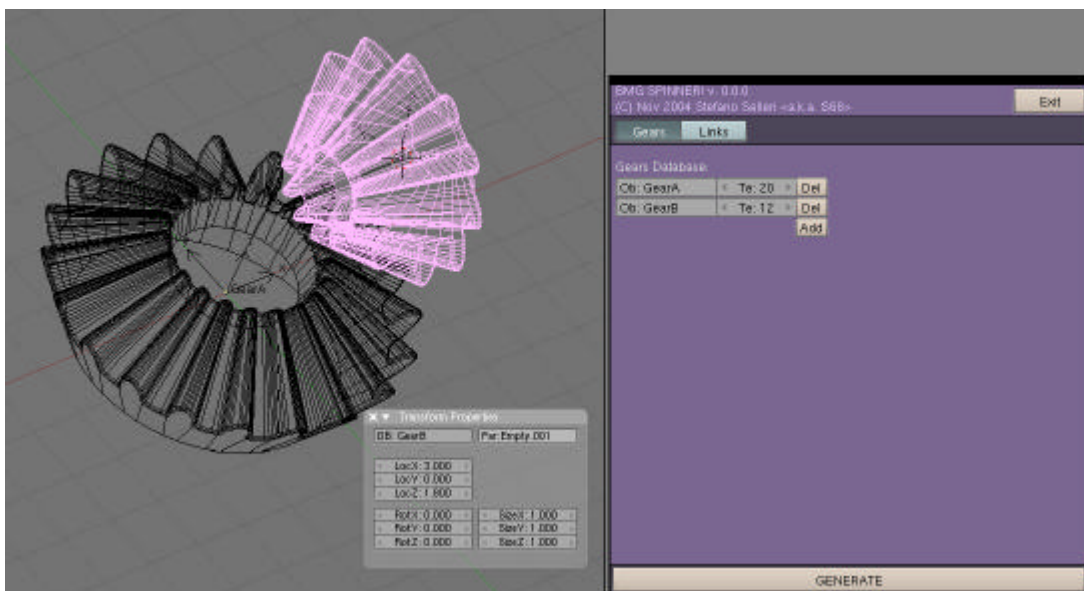 GearA
Transform Properties
OB: GearB
Par: Empty.001
LocX: 3.000
LocY: 0.000
LocZ: 1.800
RotX: 0.000
SizeX: 1.000
RotY: 0.000
SizeY: 1.000
RotZ: 0.000
SizeZ: 1.000
BMG SPINNER! v. 0.0.0
Exit
(C) Nov 2004 Stefano Selleri <a.k.a. S68>
Gears
Links
Gears Database:
Ob: GearA
Te: 20
Del
Ob: GearB
Te: 12
Del
Add
GENERATE